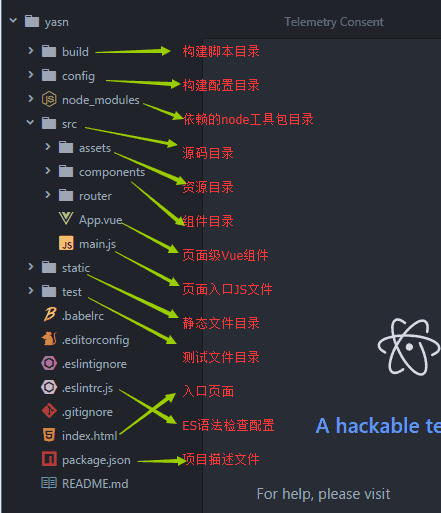 yasn
Telemetry Consent
build
构建脚本目录
config
构建配置目录
node_modules
依赖的node工具包目录
src
源码目录
assets
资源目录
components
组件目录
router
App.vue
页面级Vue组件
JS main.js
页面入口JS文件
static
静态文件目录
test
测试文件目录
.babelrc
.editorconfig
.eslintignore
入口页面
.eslintrc.js
ES语法检查配置
.gitignore
index.html
A hackable te
package.json
项目描述文件
README.md
For help, please visit